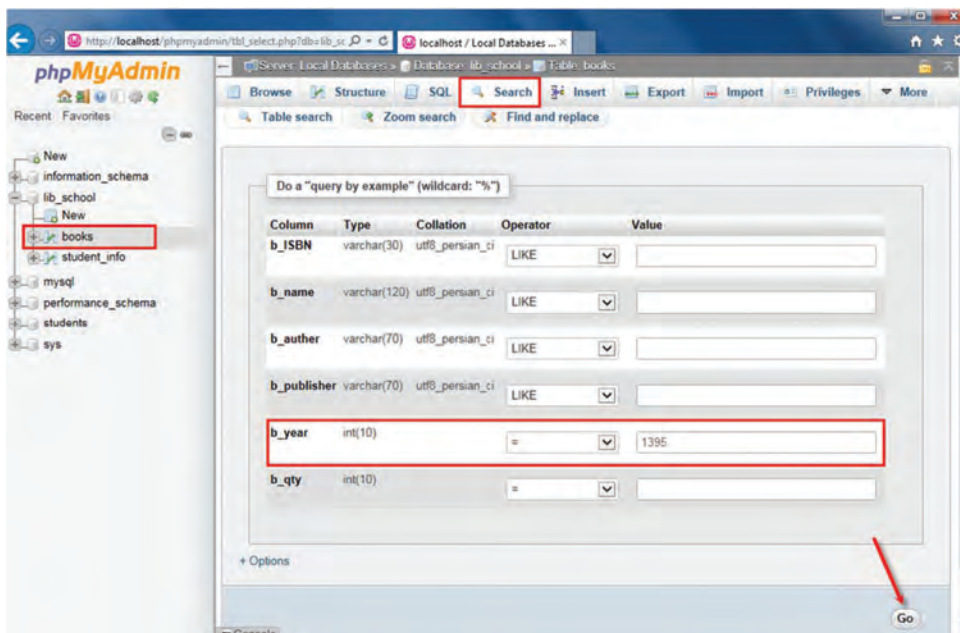 http://localhost/phpmyadmin/tbl_select.php?db=lib_sc
localhost / Local Databases ...
phpMyAdmin
Recent Favorites
New
information_schema
lib_school
New
books
student_info
mysql
performance_schema
students
sys
Server: Local Databases » Database: lib_school » Table: books
Browse Structure SQL Search Insert Export Import Privileges More
Table search Zoom search Find and replace
Do a "query by example" (wildcard: "%")
Column Type Collation Operator Value
b_ISBN varchar(30) utf8_persian_ci LIKE
b_name varchar(120) utf8_persian_ci LIKE
b_auther varchar(70) utf8_persian_ci LIKE
b_publisher varchar(70) utf8_persian_ci LIKE
b_year int(10) = 1395
b_qty int(10) =
+ Options
Go
Console